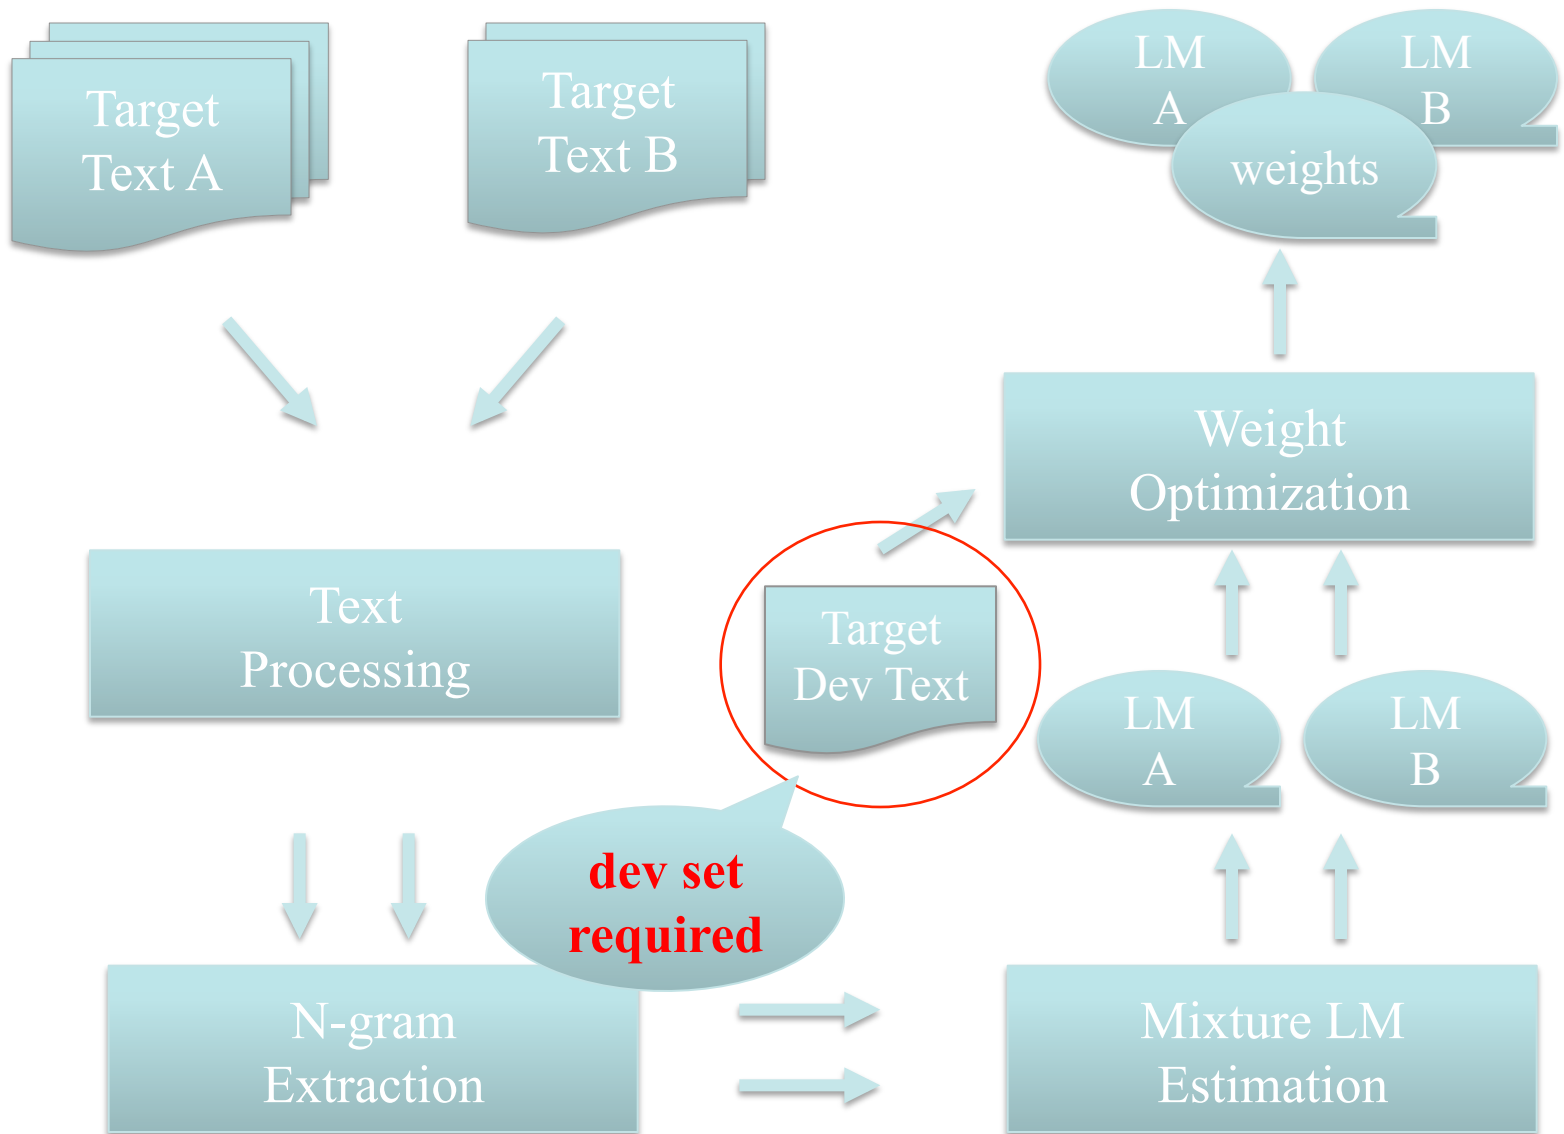 Target
Text A
Target
Text B
LM
A
LM
B
weights
Weight
Optimization
Text
Processing
Target
Dev Text
LM
A
LM
B
dev set
required
N-gram
Extraction
Mixture LM
Estimation